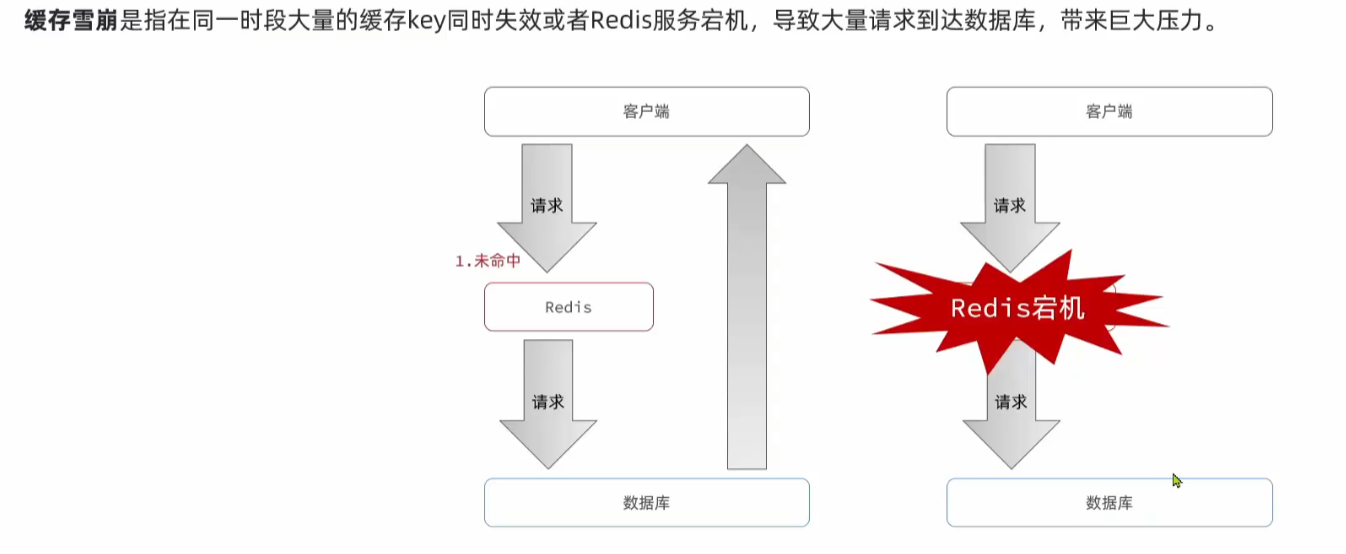 缓存雪崩是指在同一时段大量的缓存key同时失效或者Redis服务宕机，导致大量请求到达数据库，带来巨大压力。
客户端
请求
1.未命中
Redis
请求
数据库
客户端
请求
Redis宕机
请求
数据库